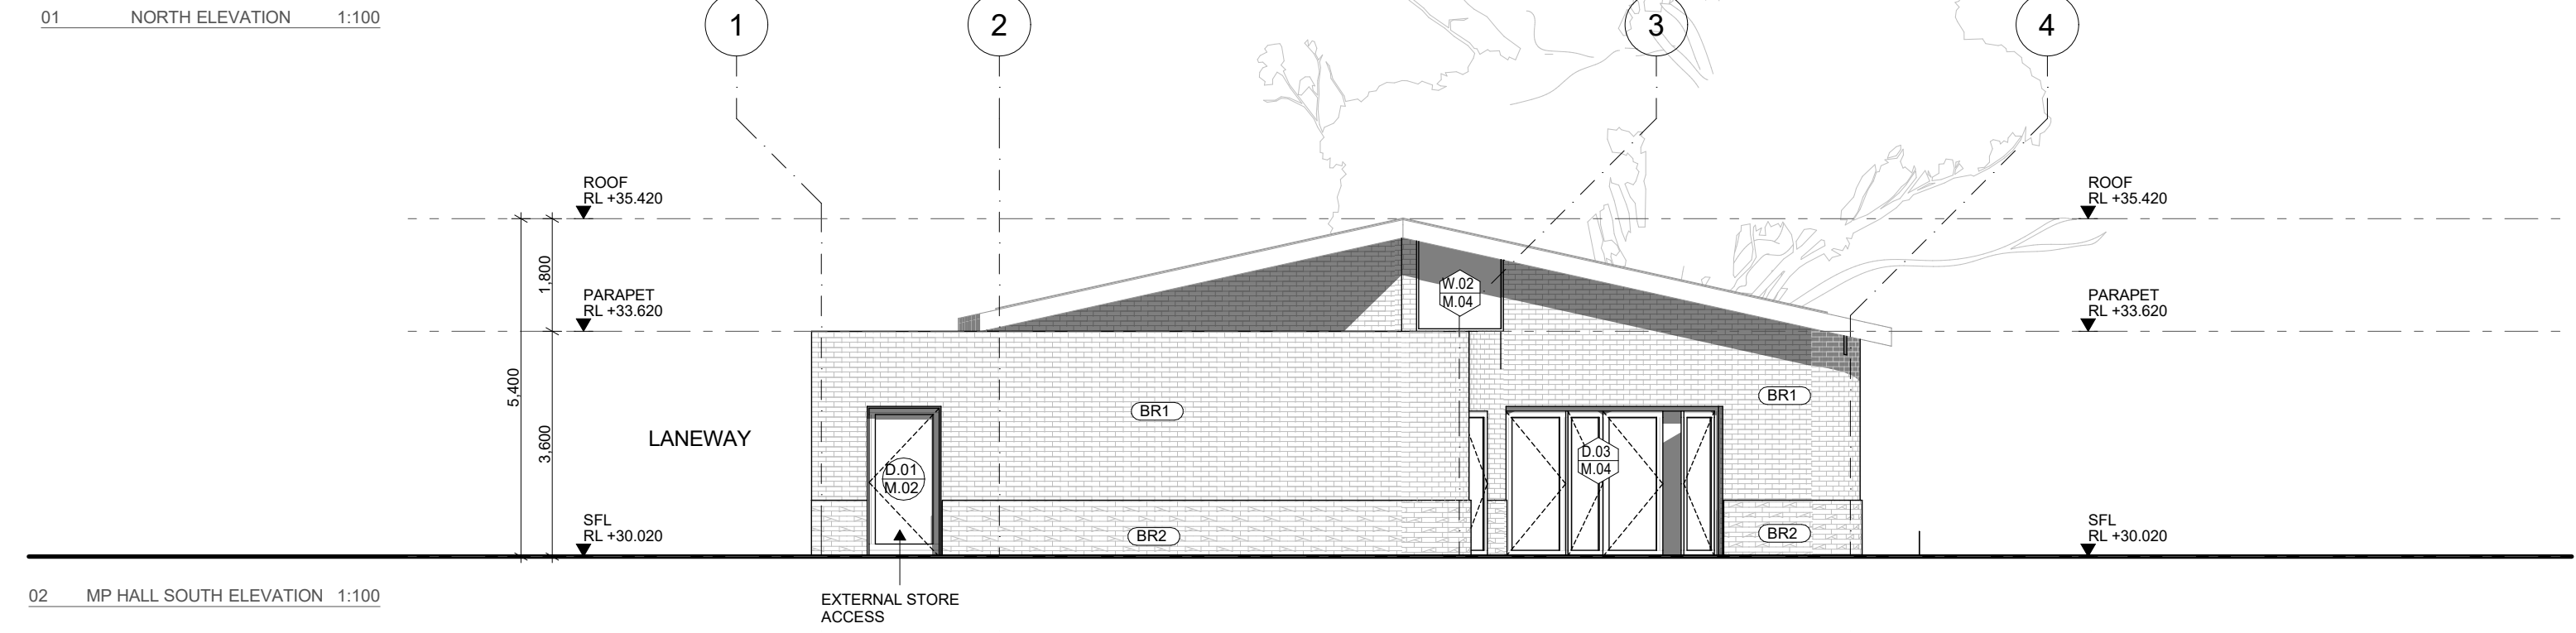 01 NORTH ELEVATION 1:100
1
2
3
4
ROOF
RL +35.420
ROOF
RL +35.420
1,800
PARAPET
RL +33.620
PARAPET
RL +33.620
W.02
M.04
5,400
3,600
LANEWAY
BR1
BR1
D.01
M.02
D.03
M.04
SFL
RL +30.020
BR2
BR2
SFL
RL +30.020
02 MP HALL SOUTH ELEVATION 1:100
EXTERNAL STORE
ACCESS